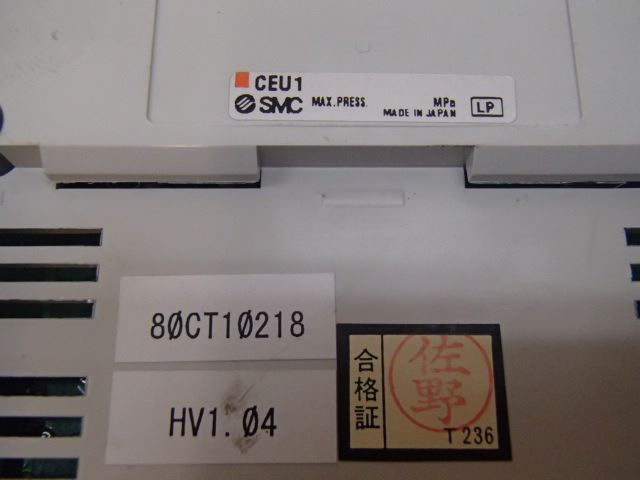 CEU1
SMC MAX.PRESS. MPa
MADE IN JAPAN LP
80CT10218
HV1.04
合格証
佐野
T236